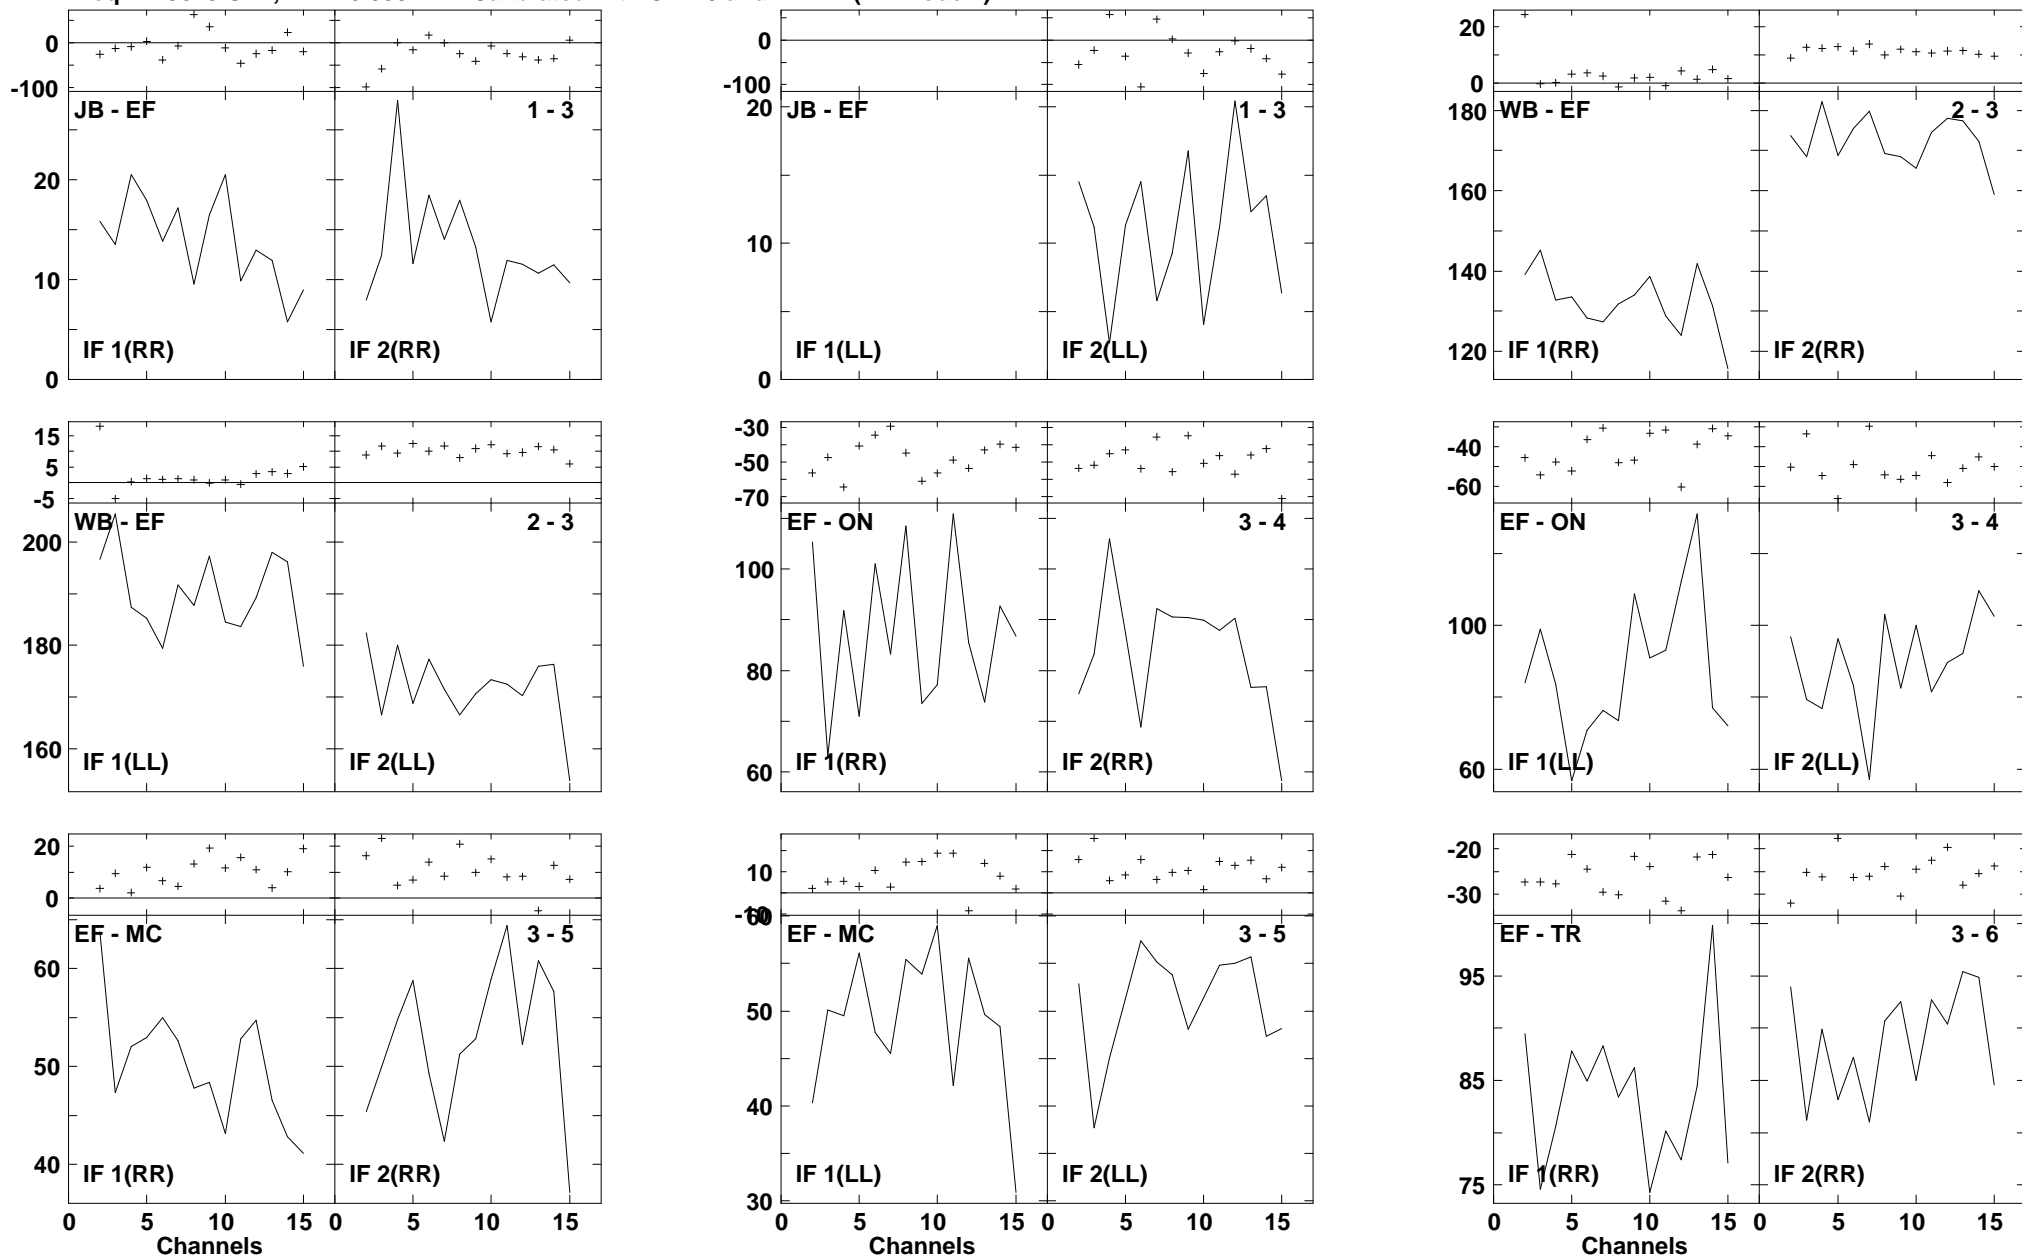 0
-100
JB - EF
1 - 3
20
10
0
IF 1(RR)
IF 2(RR)
0
-100
20
JB - EF
1 - 3
10
0
IF 1(LL)
IF 2(LL)
20
0
180
WB - EF
2 - 3
160
140
120
IF 1(RR)
IF 2(RR)
15
5
-5
WB - EF
2 - 3
200
180
160
IF 1(LL)
IF 2(LL)
-30
-50
-70
EF - ON
3 - 4
100
80
60
IF 1(RR)
IF 2(RR)
-40
-60
EF - ON
3 - 4
100
60
IF 1(LL)
IF 2(LL)
20
0
EF - MC
3 - 5
60
50
40
IF 1(RR)
IF 2(RR)
0 5 10 15 0 5 10 15
Channels
10
-10
60
EF - MC
3 - 5
50
40
30
IF 1(LL)
IF 2(LL)
0 5 10 15 0 5 10 15
Channels
-20
-30
EF - TR
3 - 6
95
85
75
IF 1(RR)
IF 2(RR)
0 5 10 15 0 5 10 15
Channels